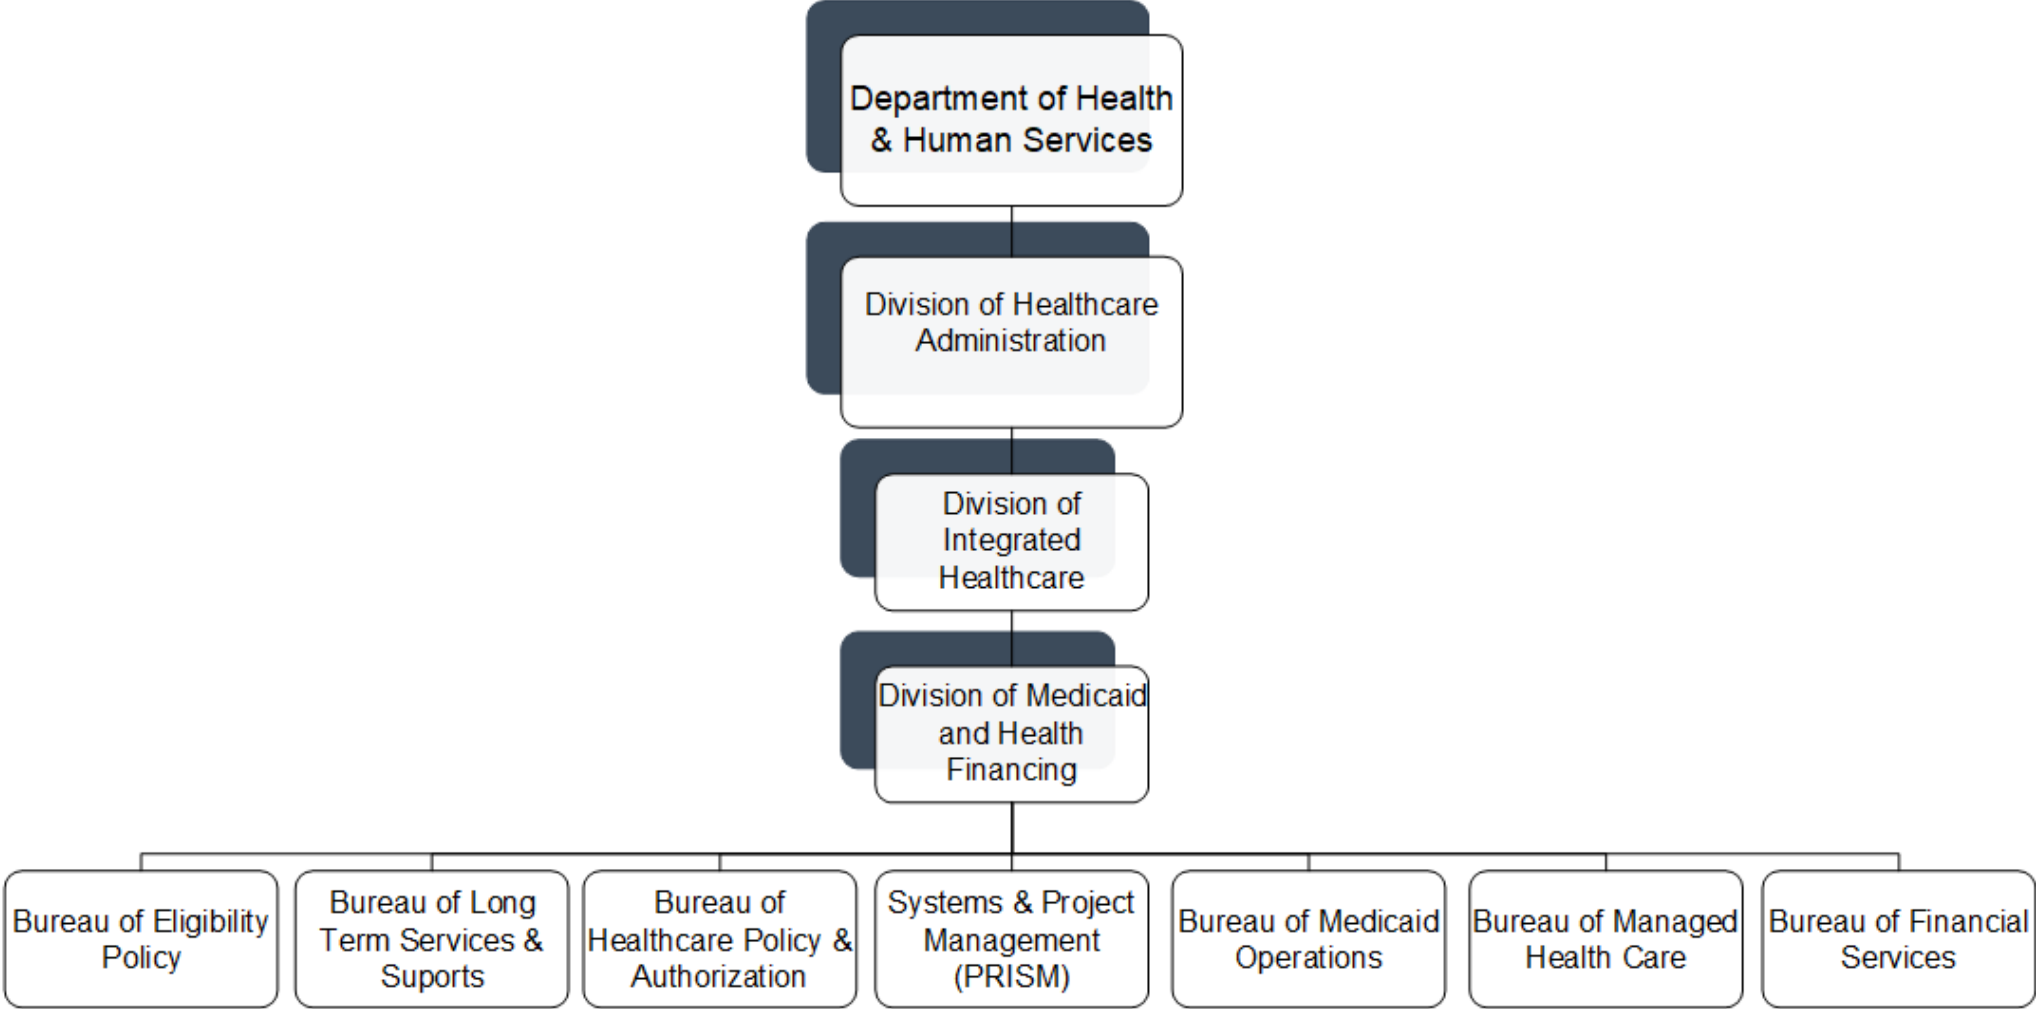 Department of Health
& Human Services
Division of Healthcare
Administration
Division of
Integrated
Healthcare
Division of Medicaid
and Health
Financing
Bureau of Eligibility
Policy
Bureau of Long
Term Services &
Suports
Bureau of
Healthcare Policy &
Authorization
Systems & Project
Management
(PRISM)
Bureau of Medicaid
Operations
Bureau of Managed
Health Care
Bureau of Financial
Services